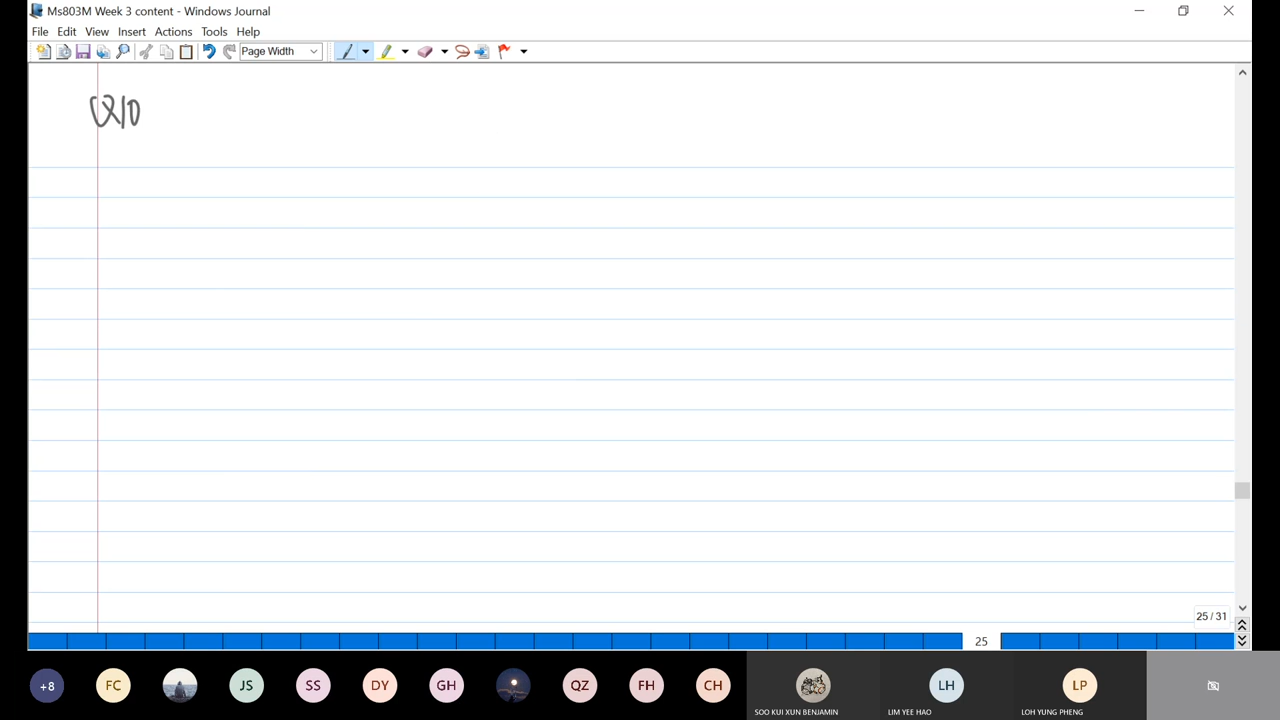 Ms803M Week 3 content - Windows Journal
File Edit View Insert Actions Tools Help
Page Width
25 / 31
25
+8 FC JS SS DY GH QZ FH CH LH LP
SOO KUI XUN BENJAMIN LIM YEE HAO LOH YUNG PHENG